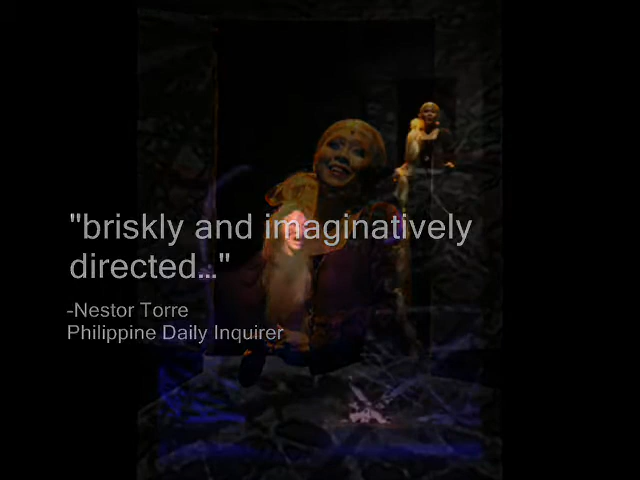 "briskly and imaginatively
directed..."
-Nestor Torre
Philippine Daily Inquirer